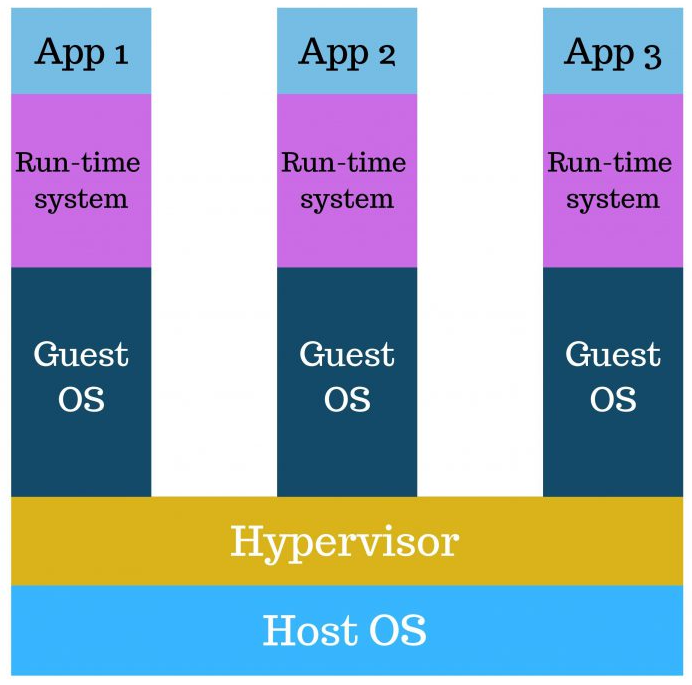 App 1
App 2
App 3
Run-time
system
Run-time
system
Run-time
system
Guest
OS
Guest
OS
Guest
OS
Hypervisor
Host OS